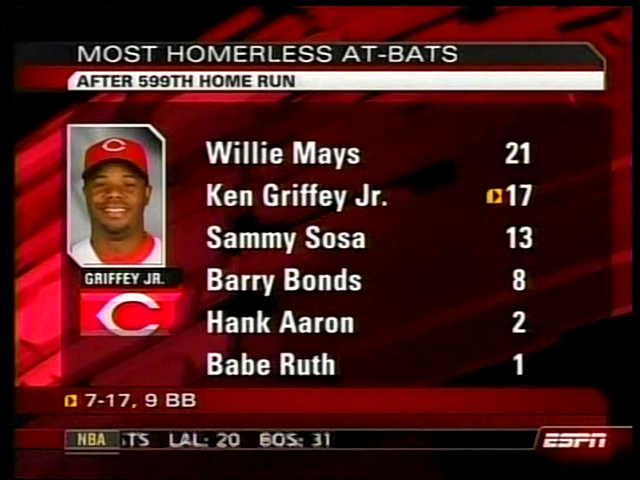 MOST HOMERLESS AT-BATS
AFTER 599TH HOME RUN
Willie Mays 21
Ken Griffey Jr. 17
Sammy Sosa 13
Barry Bonds 8
Hank Aaron 2
Babe Ruth 1
GRIFFEY JR.
C
7-17, 9 BB
NBA TS LAL: 20 BOS: 31 ESPN